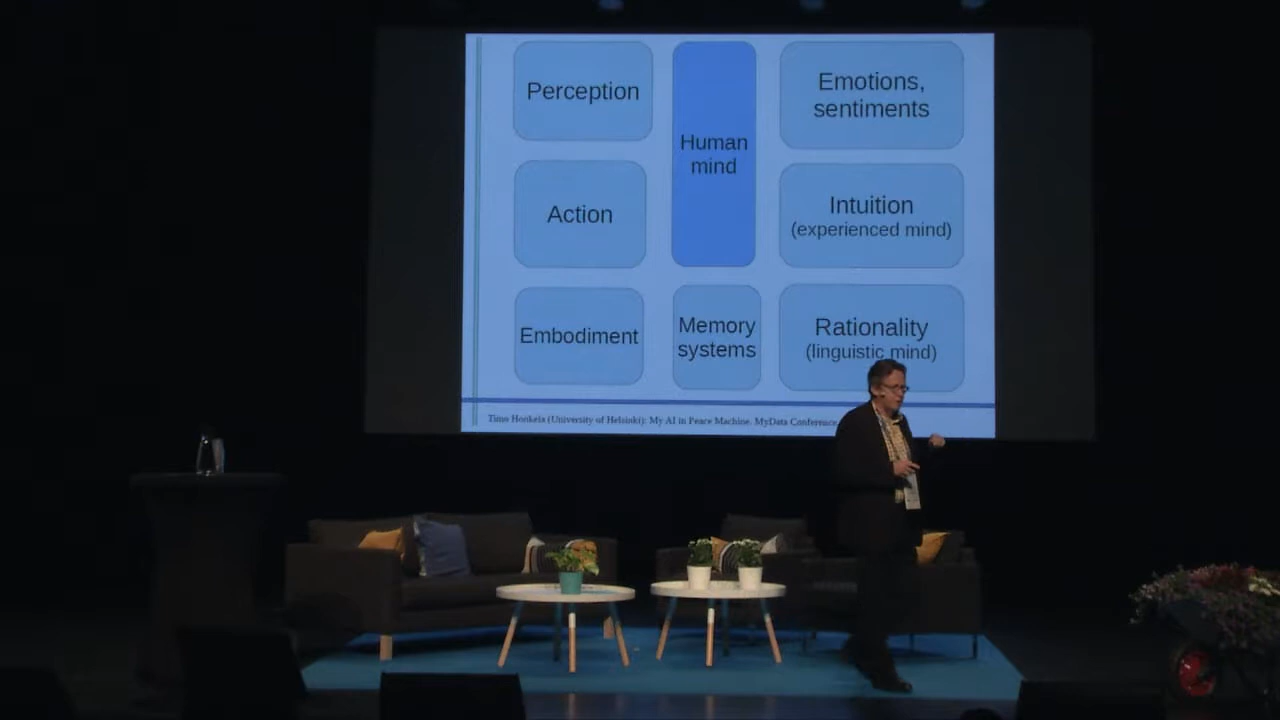 Perception
Human
mind
Emotions,
sentiments
Action
Intuition
(experienced mind)
Embodiment
Memory
systems
Rationality
(linguistic mind)
Timo Honkela (University of Helsinki): My AI in Peace Machine. MyData Conference